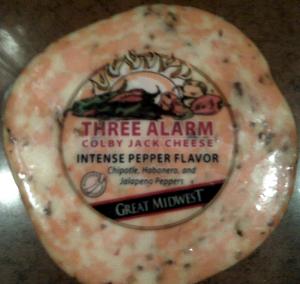 THREE ALARM
COLBY JACK CHEESE
INTENSE PEPPER FLAVOR
Chipotle, Habanero, and
Jalapeno Peppers
GREAT MIDWEST